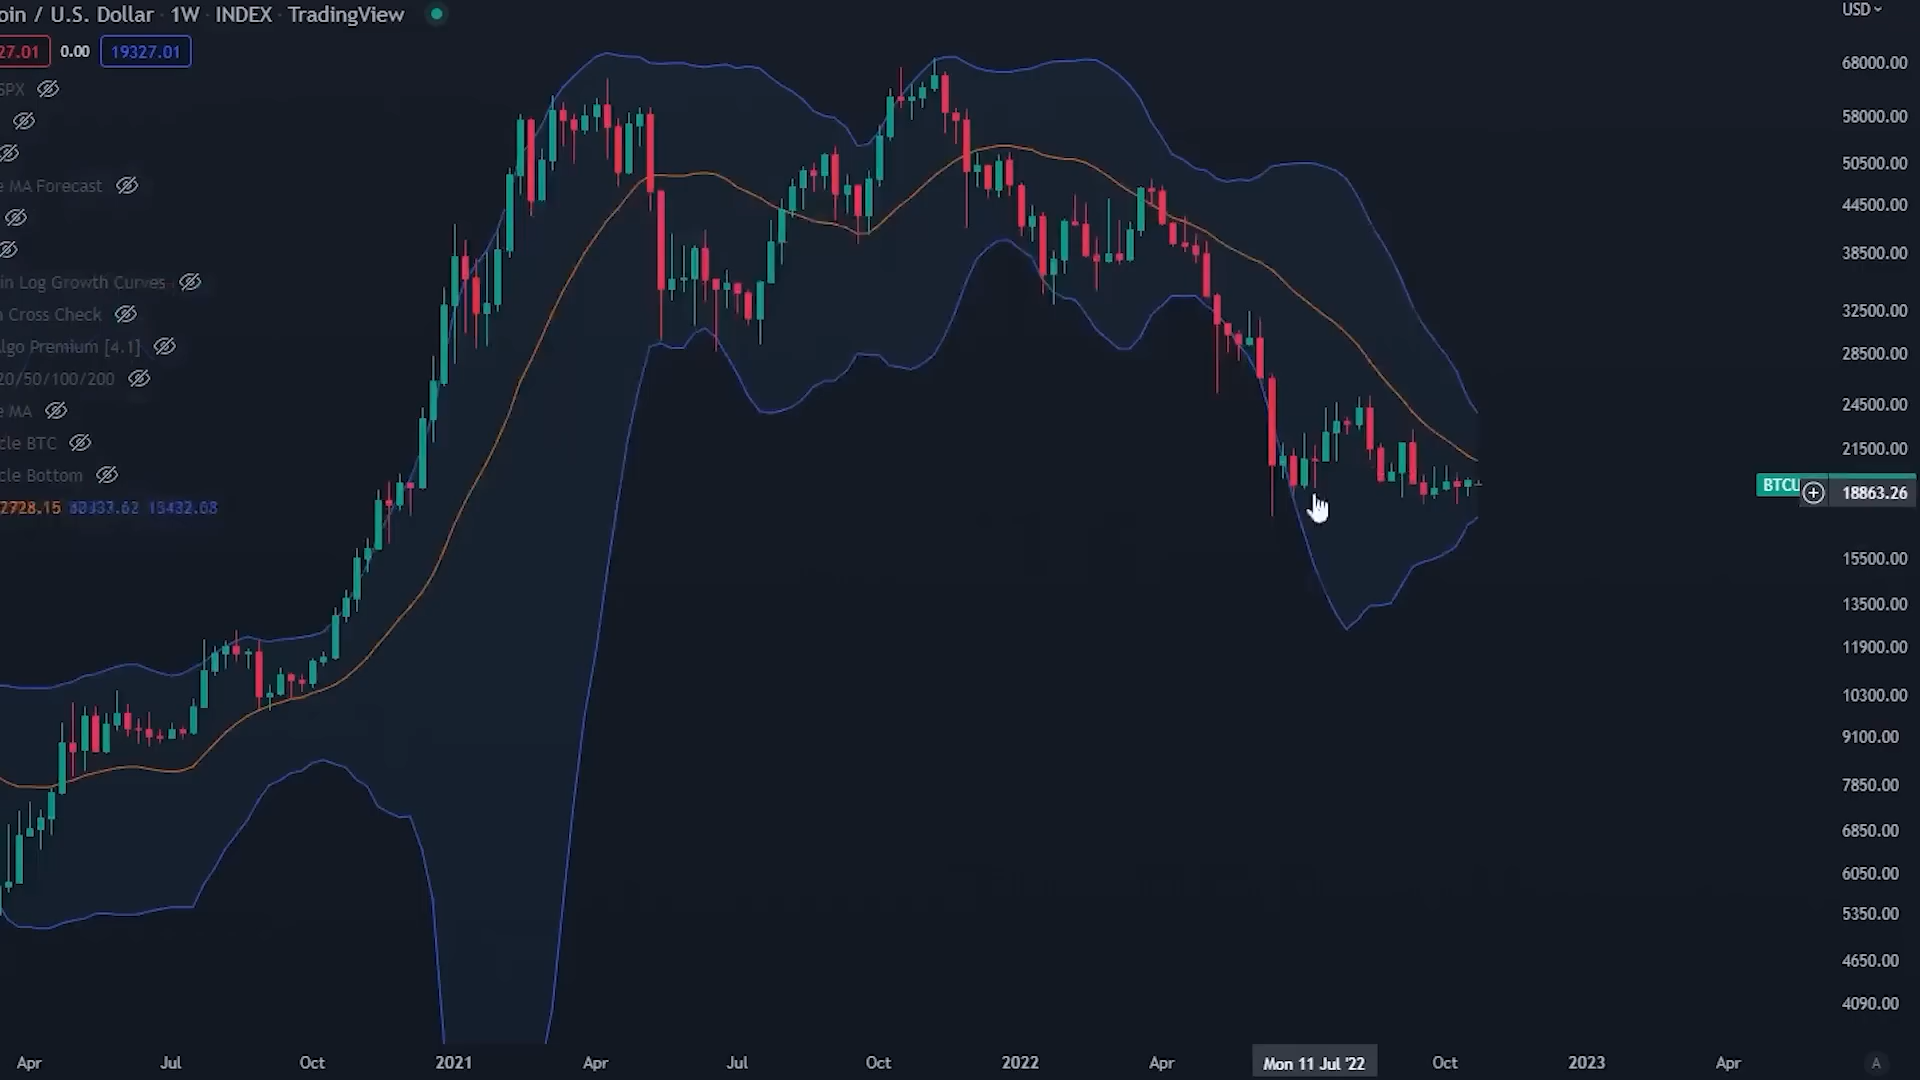 oin / U.S. Dollar · 1W · INDEX · TradingView
27.01 0.00 19327.01
SPX
e MA Forecast
in Log Growth Curves
Cross Check
lgo Premium [4.1]
20/50/100/200
e MA
cle BTC
cle Bottom
2728.15 18432.08
USD
68000.00
58000.00
50500.00
44500.00
38500.00
32500.00
28500.00
24500.00
21500.00
BTCU
18863.26
15500.00
13500.00
11900.00
10300.00
9100.00
7850.00
6850.00
6050.00
5350.00
4650.00
4090.00
Apr Jul Oct 2021 Apr Jul Oct 2022 Apr Mon 11 Jul '22 Oct 2023 Apr A